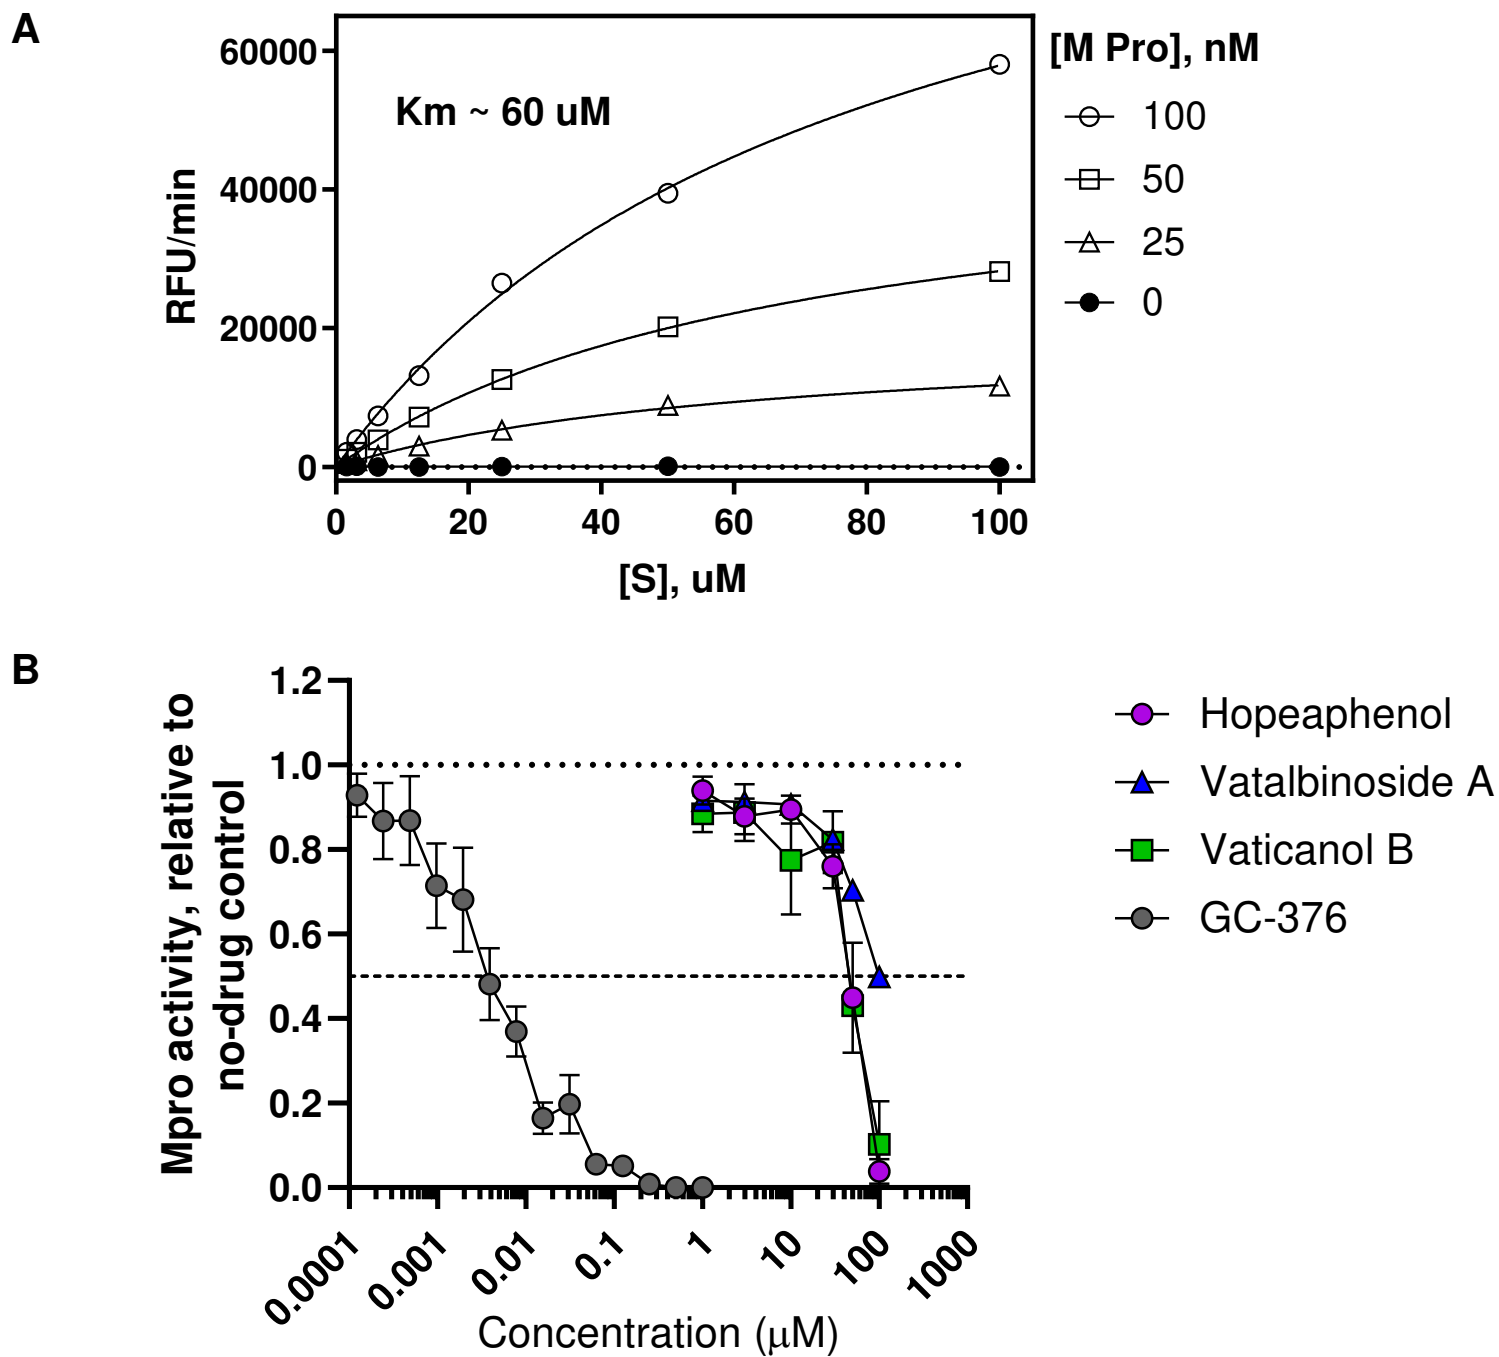 A
60000
40000
20000
0
RFU/min
Km ~ 60 uM
0 20 40 60 80 100
[S], uM
[M Pro], nM
100
50
25
0
B
1.2
1.0
0.8
0.6
0.4
0.2
0.0
Mpro activity, relative to
no-drug control
0.0001 0.001 0.01 0.1 1 10 100 1000
Concentration (μM)
Hopeaphenol
Vatalbinoside A
Vaticanol B
GC-376